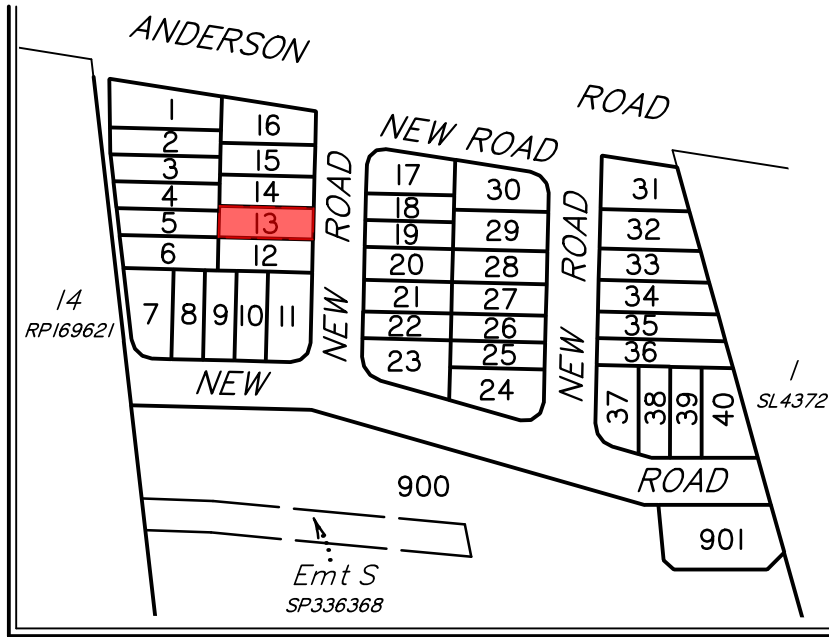 ANDERSON
ROAD
NEW ROAD
1
2
3
4
5
6
7 8 9 10 11
16
15
14
13
12
NEW ROAD
NEW
17
18
19
20
21
22
23
30
29
28
27
26
25
24
NEW ROAD
31
32
33
34
35
36
37 38 39 40
14
RP169621
1
SL4372
ROAD
900
901
Emt S
SP336368